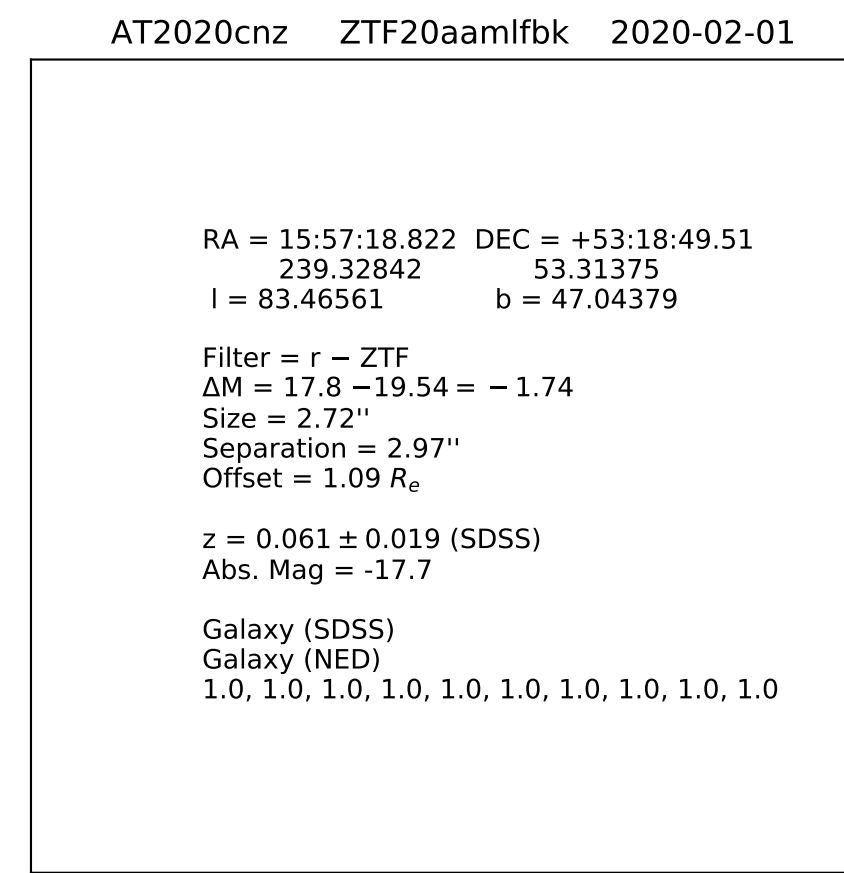 AT2020cnz ZTF20aamlfbk 2020-02-01
RA = 15:57:18.822 DEC = +53:18:49.51
239.32842 53.31375
l = 83.46561 b = 47.04379
Filter = r − ZTF
ΔM = 17.8 −19.54 = − 1.74
Size = 2.72''
Separation = 2.97''
Offset = 1.09 Re
z = 0.061 ± 0.019 (SDSS)
Abs. Mag = -17.7
Galaxy (SDSS)
Galaxy (NED)
1.0, 1.0, 1.0, 1.0, 1.0, 1.0, 1.0, 1.0, 1.0, 1.0